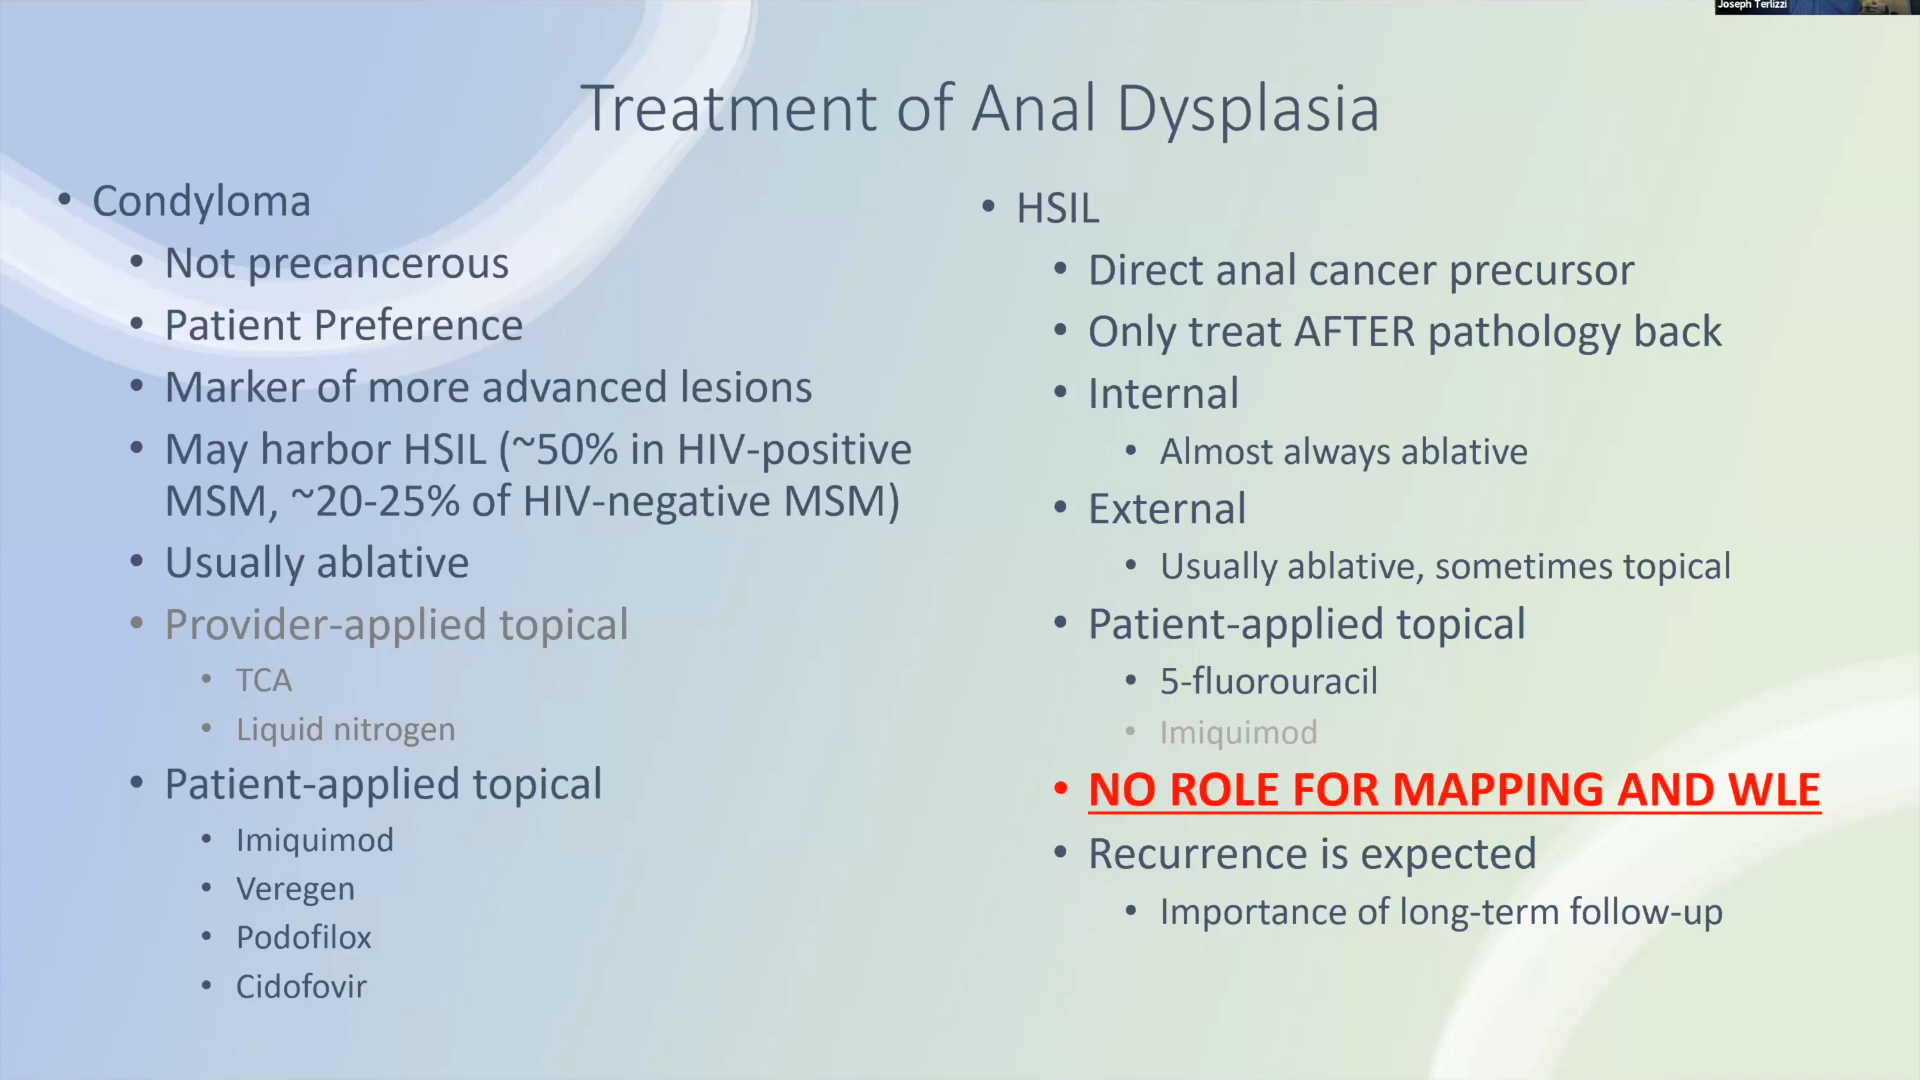 Joseph Terlizzi
Treatment of Anal Dysplasia
• Condyloma
• Not precancerous
• Patient Preference
• Marker of more advanced lesions
• May harbor HSIL (~50% in HIV-positive
MSM, ~20-25% of HIV-negative MSM)
• Usually ablative
• Provider-applied topical
• TCA
• Liquid nitrogen
• Patient-applied topical
• Imiquimod
• Veregen
• Podofilox
• Cidofovir
• HSIL
• Direct anal cancer precursor
• Only treat AFTER pathology back
• Internal
• Almost always ablative
• External
• Usually ablative, sometimes topical
• Patient-applied topical
• 5-fluorouracil
• Imiquimod
• NO ROLE FOR MAPPING AND WLE
• Recurrence is expected
• Importance of long-term follow-up